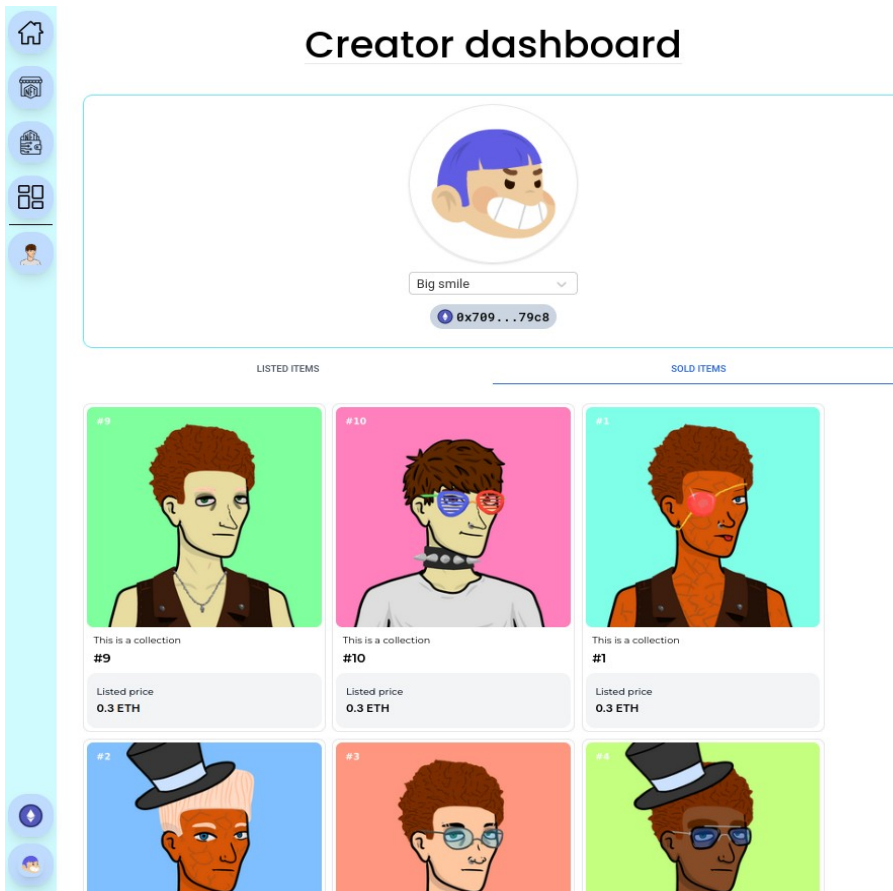 Creator dashboard
NFT
Big smile
0x709...79c8
LISTED ITEMS
SOLD ITEMS
#9
#10
#1
This is a collection
This is a collection
This is a collection
#9
#10
#1
Listed price
Listed price
Listed price
0.3 ETH
0.3 ETH
0.3 ETH
#2
#3
#4